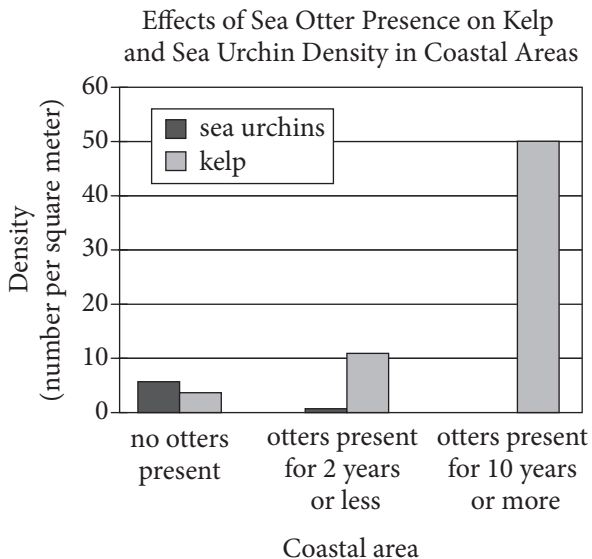 Effects of Sea Otter Presence on Kelp
and Sea Urchin Density in Coastal Areas
Density
(number per square meter)
60
50
40
30
20
10
0
sea urchins
kelp
no otters
present
otters present
for 2 years
or less
otters present
for 10 years
or more
Coastal area